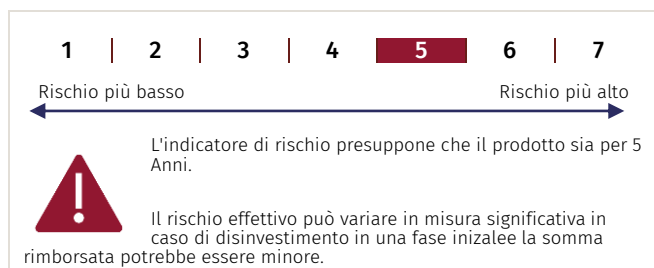 1 | 2 | 3 | 4 | 5 | 6 | 7
Rischio più basso Rischio più alto
L'indicatore di rischio presuppone che il prodotto sia per 5
Anni.
Il rischio effettivo può variare in misura significativa in
caso di disinvestimento in una fase inizalee la somma
rimborsata potrebbe essere minore.